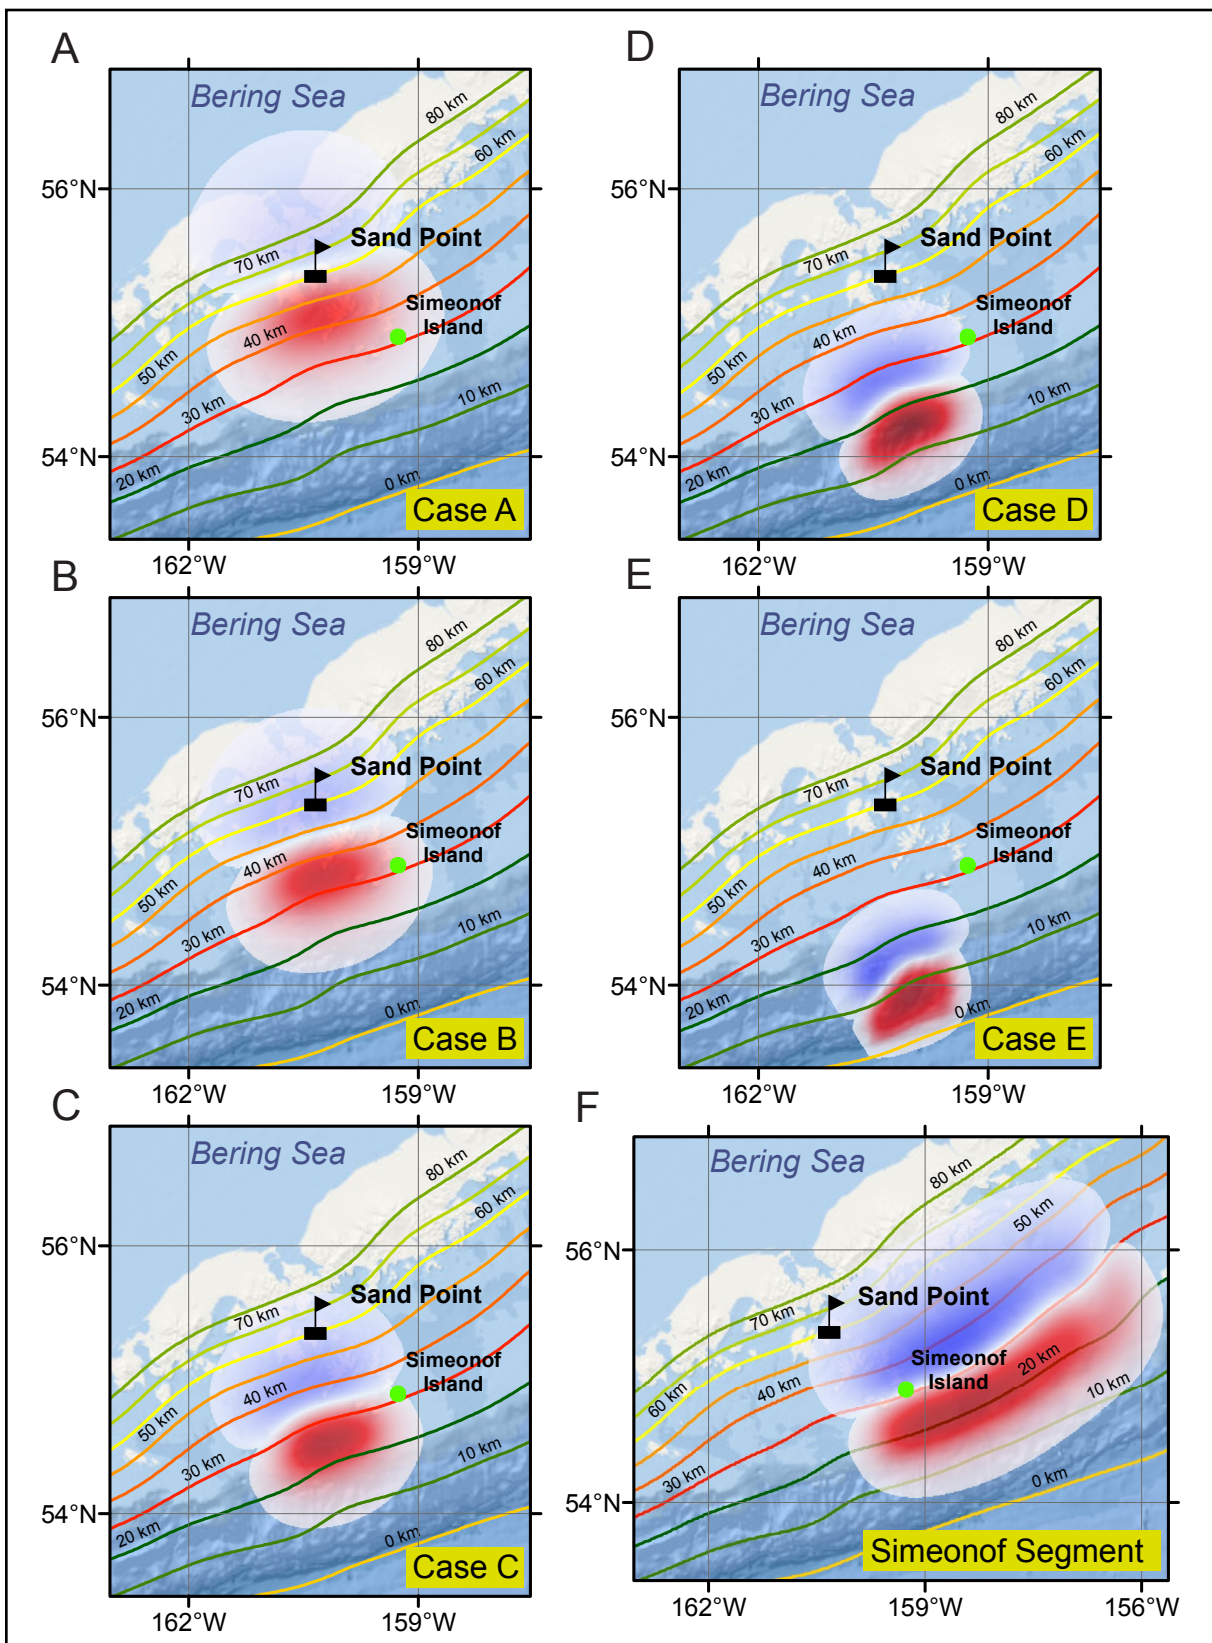 A
Bering Sea
80 km
60 km
56°N
Sand Point
70 km
Simeonof
Island
40 km
50 km
30 km
10 km
54°N
20 km
0 km
Case A
162°W
159°W
D
Bering Sea
80 km
60 km
56°N
Sand Point
70 km
Simeonof
Island
40 km
50 km
30 km
10 km
54°N
20 km
0 km
Case D
162°W
159°W
B
Bering Sea
80 km
60 km
56°N
Sand Point
70 km
Simeonof
Island
40 km
50 km
30 km
10 km
54°N
20 km
0 km
Case B
162°W
159°W
E
Bering Sea
80 km
60 km
56°N
Sand Point
70 km
Simeonof
Island
40 km
50 km
30 km
10 km
54°N
20 km
0 km
Case E
162°W
159°W
C
Bering Sea
80 km
60 km
56°N
Sand Point
70 km
Simeonof
Island
40 km
50 km
30 km
10 km
54°N
20 km
0 km
Case C
162°W
159°W
F
Bering Sea
80 km
50 km
56°N
Sand Point
70 km
Simeonof
Island
20 km
60 km
40 km
10 km
30 km
0 km
54°N
Simeonof Segment
162°W
159°W
156°W